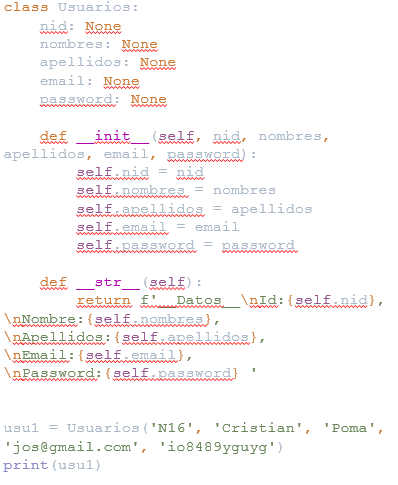 class Usuarios:
    nid: None
    nombres: None
    apellidos: None
    email: None
    password: None

    def __init__(self, nid, nombres,
apellidos, email, password):
        self.nid = nid
        self.nombres = nombres
        self.apellidos = apellidos
        self.email = email
        self.password = password

    def __str__(self):
        return f'__Datos__\nId:{self.nid},
\nNombre:{self.nombres},
\nApellidos:{self.apellidos},
\nEmail:{self.email},
\nPassword:{self.password} '


usu1 = Usuarios('N16', 'Cristian', 'Poma',
'jos@gmail.com', 'io8489yguyg')
print(usu1)